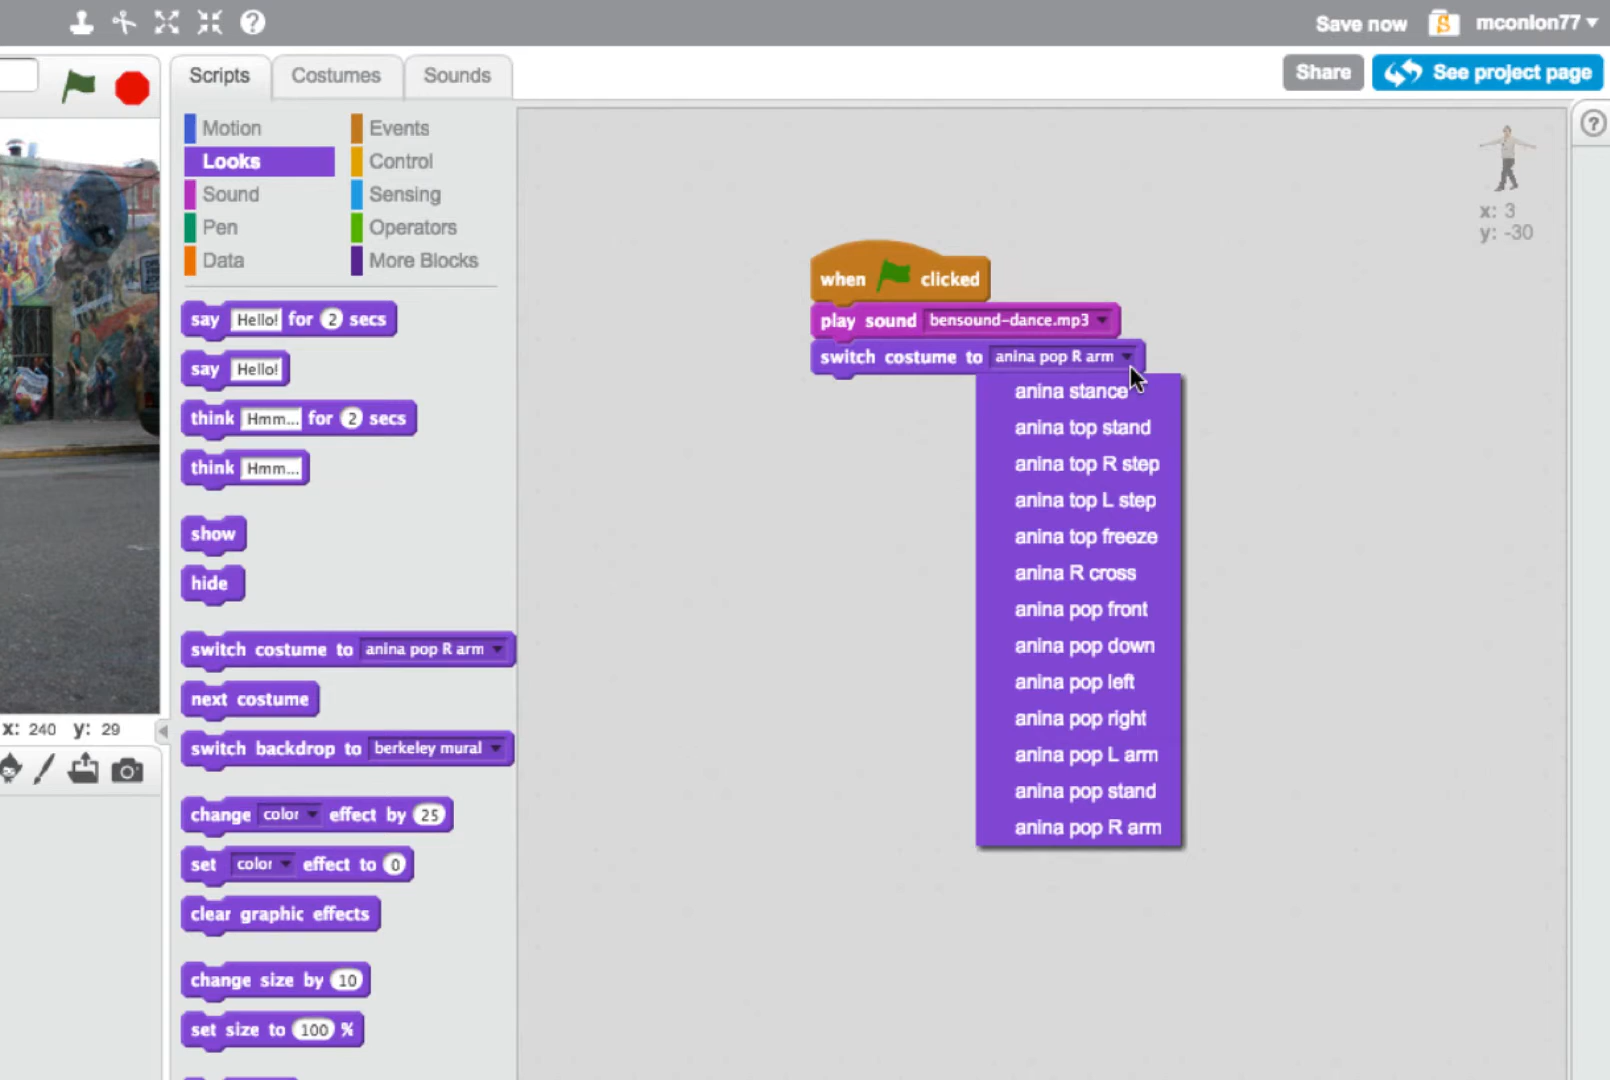 Save now
mconlon77
Scripts
Costumes
Sounds
Share
See project page
Motion
Events
Looks
Control
Sound
Sensing
Pen
Operators
Data
More Blocks
x: 3
y: -30
say Hello! for 2 secs
say Hello!
think Hmm... for 2 secs
think Hmm...
show
hide
switch costume to anina pop R arm
next costume
switch backdrop to berkeley mural
change color effect by 25
set color effect to 0
clear graphic effects
change size by 10
set size to 100 %
x: 240 y: 29
when clicked
play sound bensound-dance.mp3
switch costume to anina pop R arm
anina stance
anina top stand
anina top R step
anina top L step
anina top freeze
anina R cross
anina pop front
anina pop down
anina pop left
anina pop right
anina pop L arm
anina pop stand
anina pop R arm